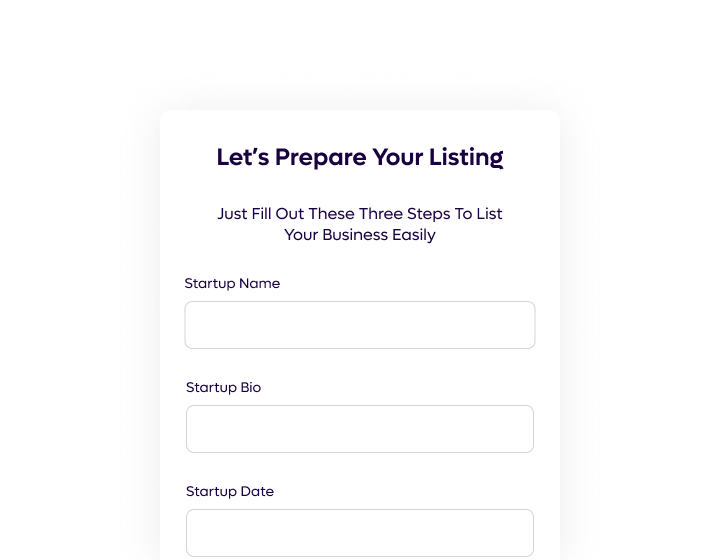 Let's Prepare Your Listing
Just Fill Out These Three Steps To List
Your Business Easily
Startup Name
Startup Bio
Startup Date